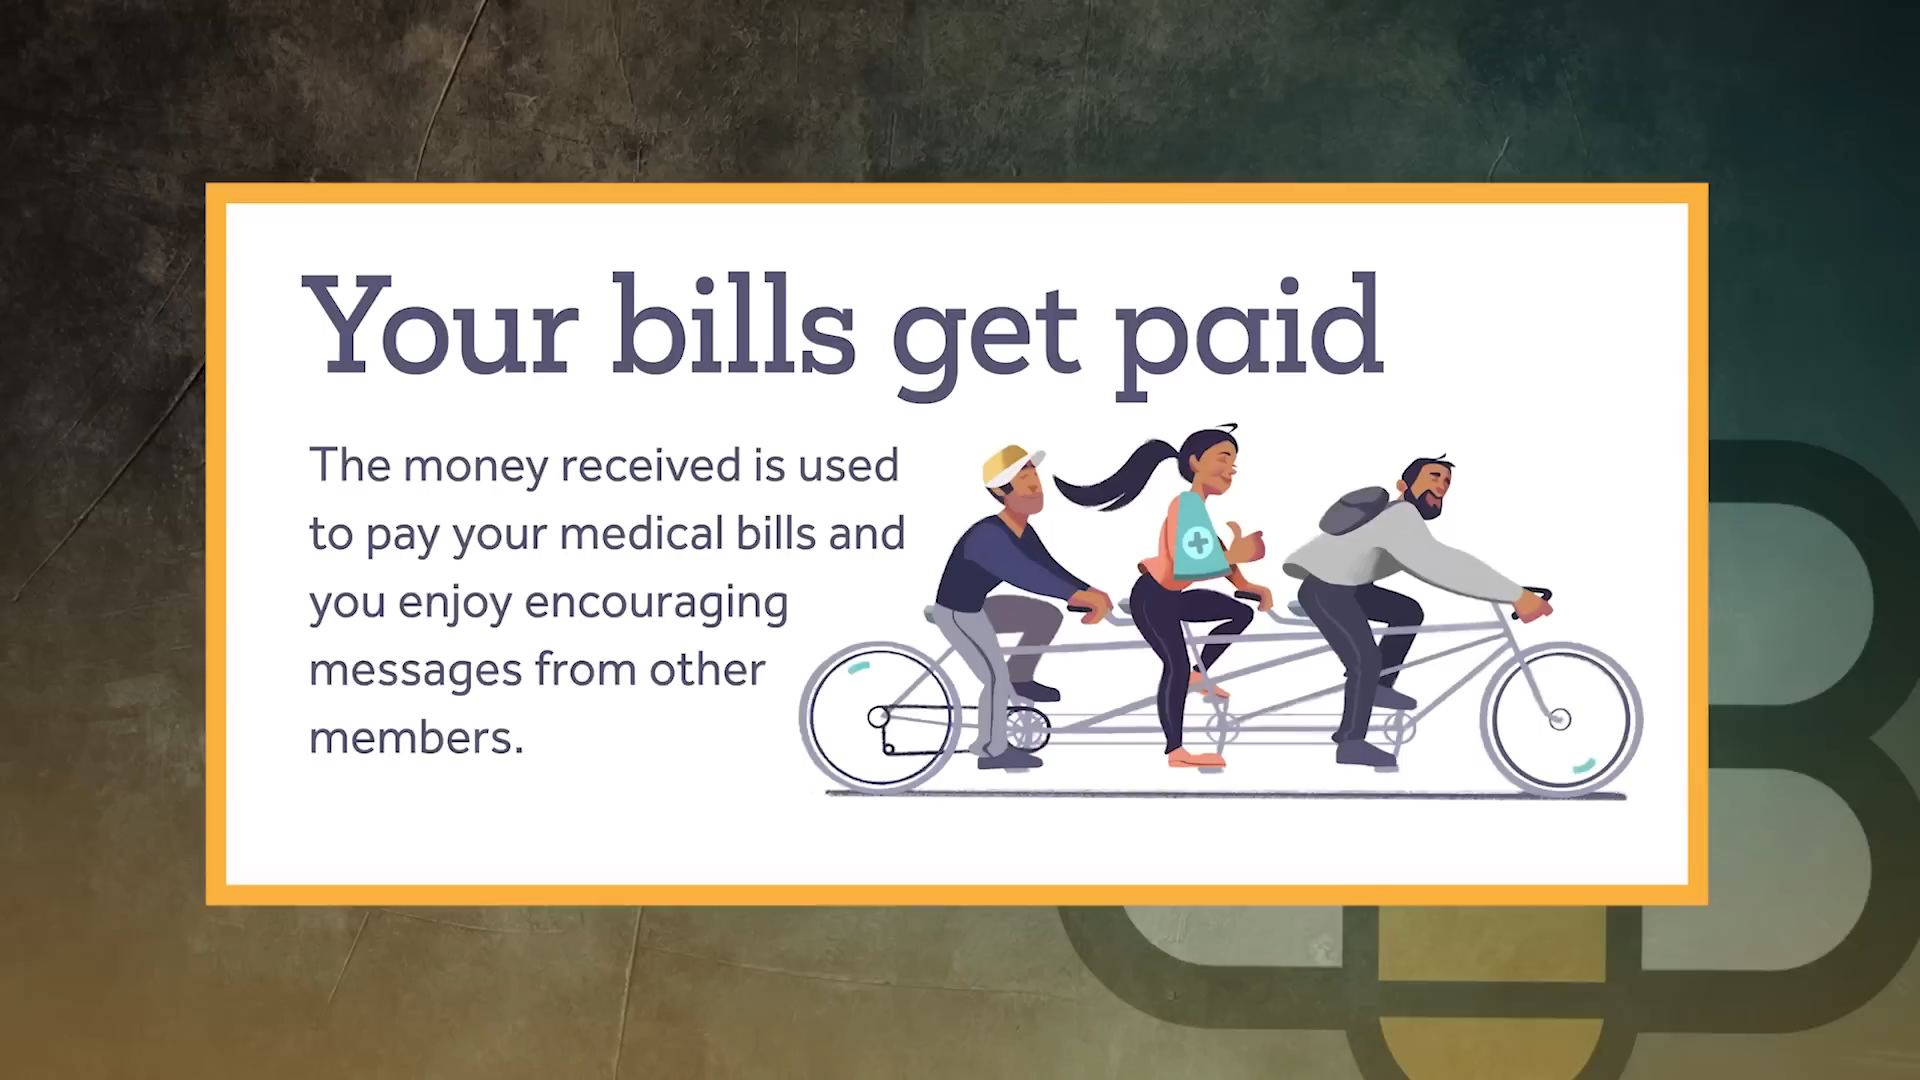 Your bills get paid
The money received is used
to pay your medical bills and
you enjoy encouraging
messages from other
members.